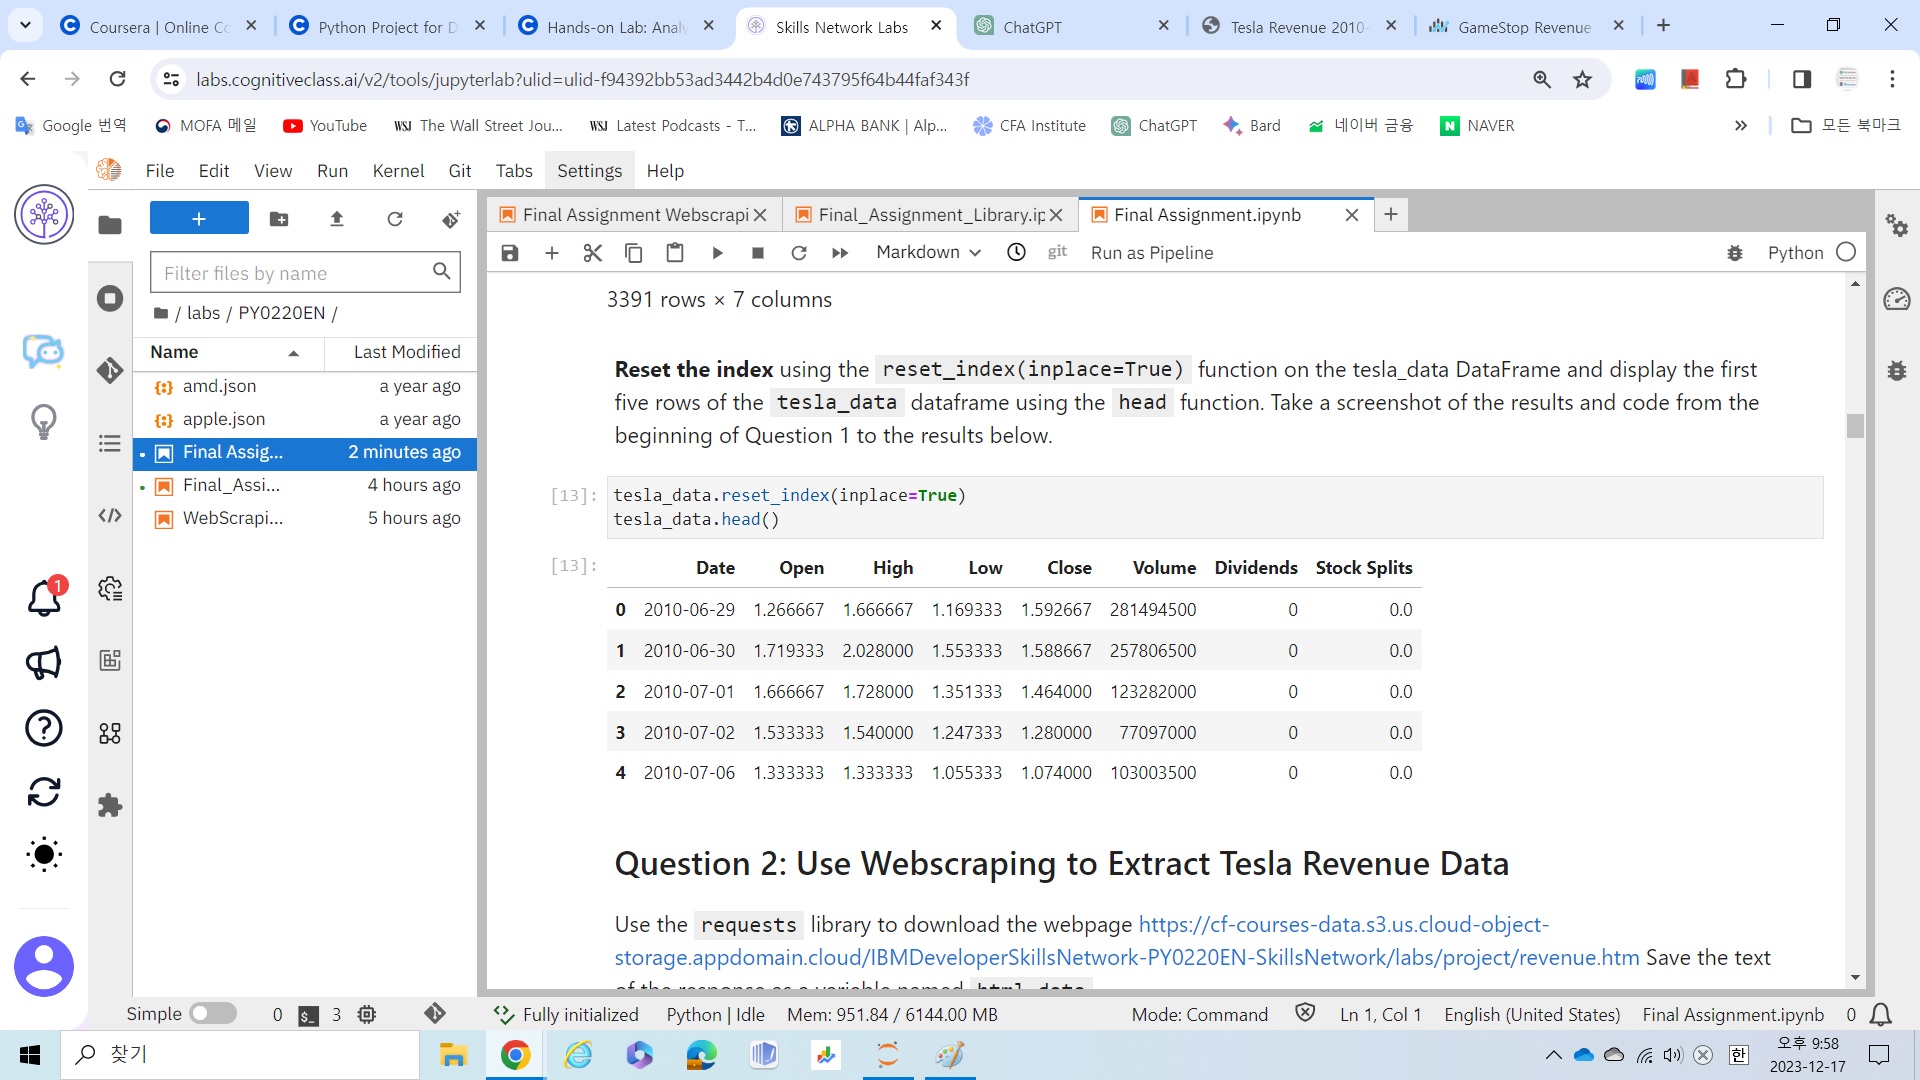 Coursera | Online Co
Python Project for D
Hands-on Lab: Analy
Skills Network Labs
ChatGPT
Tesla Revenue 2010-
GameStop Revenue
labs.cognitiveclass.ai/v2/tools/jupyterlab?ulid=ulid-f94392bb53ad3442b4d0e743795f64b44faf343f
Google 번역
MOFA 메일
YouTube
WSJ The Wall Street Jou...
WSJ Latest Podcasts - T...
ALPHA BANK | Alp...
CFA Institute
ChatGPT
Bard
네이버 금융
N NAVER
모든 북마크
File Edit View Run Kernel Git Tabs Settings Help
Filter files by name
/ labs / PY0220EN /
Name Last Modified
amd.json a year ago
apple.json a year ago
Final Assig... 2 minutes ago
Final_Assi... 4 hours ago
WebScrapi... 5 hours ago
1
Final Assignment Webscrapi
Final_Assignment_Library.ip
Final Assignment.ipynb
Markdown
git
Run as Pipeline
Python
3391 rows × 7 columns
Reset the index using the reset_index(inplace=True) function on the tesla_data DataFrame and display the first
five rows of the tesla_data dataframe using the head function. Take a screenshot of the results and code from the
beginning of Question 1 to the results below.
[13]: tesla_data.reset_index(inplace=True)
tesla_data.head()
[13]: Date Open High Low Close Volume Dividends Stock Splits
0 2010-06-29 1.266667 1.666667 1.169333 1.592667 281494500 0 0.0
1 2010-06-30 1.719333 2.028000 1.553333 1.588667 257806500 0 0.0
2 2010-07-01 1.666667 1.728000 1.351333 1.464000 123282000 0 0.0
3 2010-07-02 1.533333 1.540000 1.247333 1.280000 77097000 0 0.0
4 2010-07-06 1.333333 1.333333 1.055333 1.074000 103003500 0 0.0
Question 2: Use Webscraping to Extract Tesla Revenue Data
Use the requests library to download the webpage https://cf-courses-data.s3.us.cloud-object-
storage.appdomain.cloud/IBMDeveloperSkillsNetwork-PY0220EN-SkillsNetwork/labs/project/revenue.htm Save the text
of the response as a variable named html_data
Simple 0 $_ 3 Fully initialized Python | Idle Mem: 951.84 / 6144.00 MB Mode: Command Ln 1, Col 1 English (United States) Final Assignment.ipynb 0
찾기
한
오후 9:58
2023-12-17